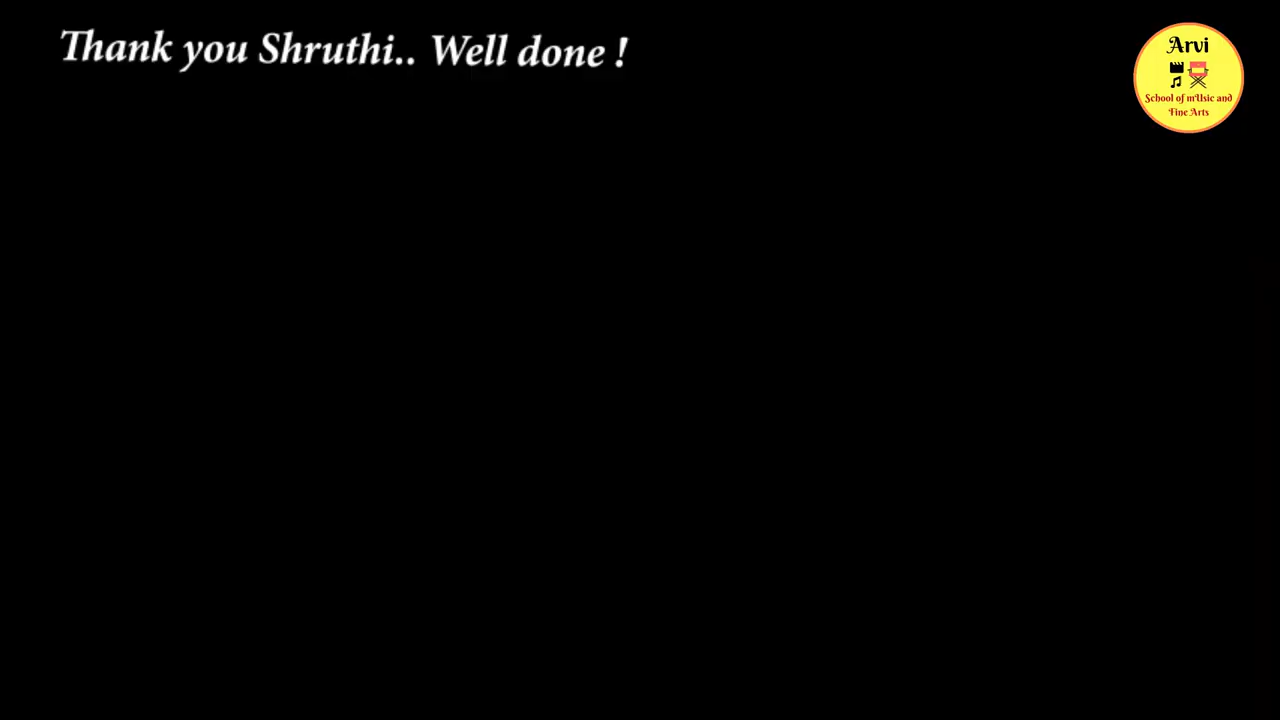 Thank you Shruthi.. Well done !
Arvi
School of mUsic and
Fine Arts